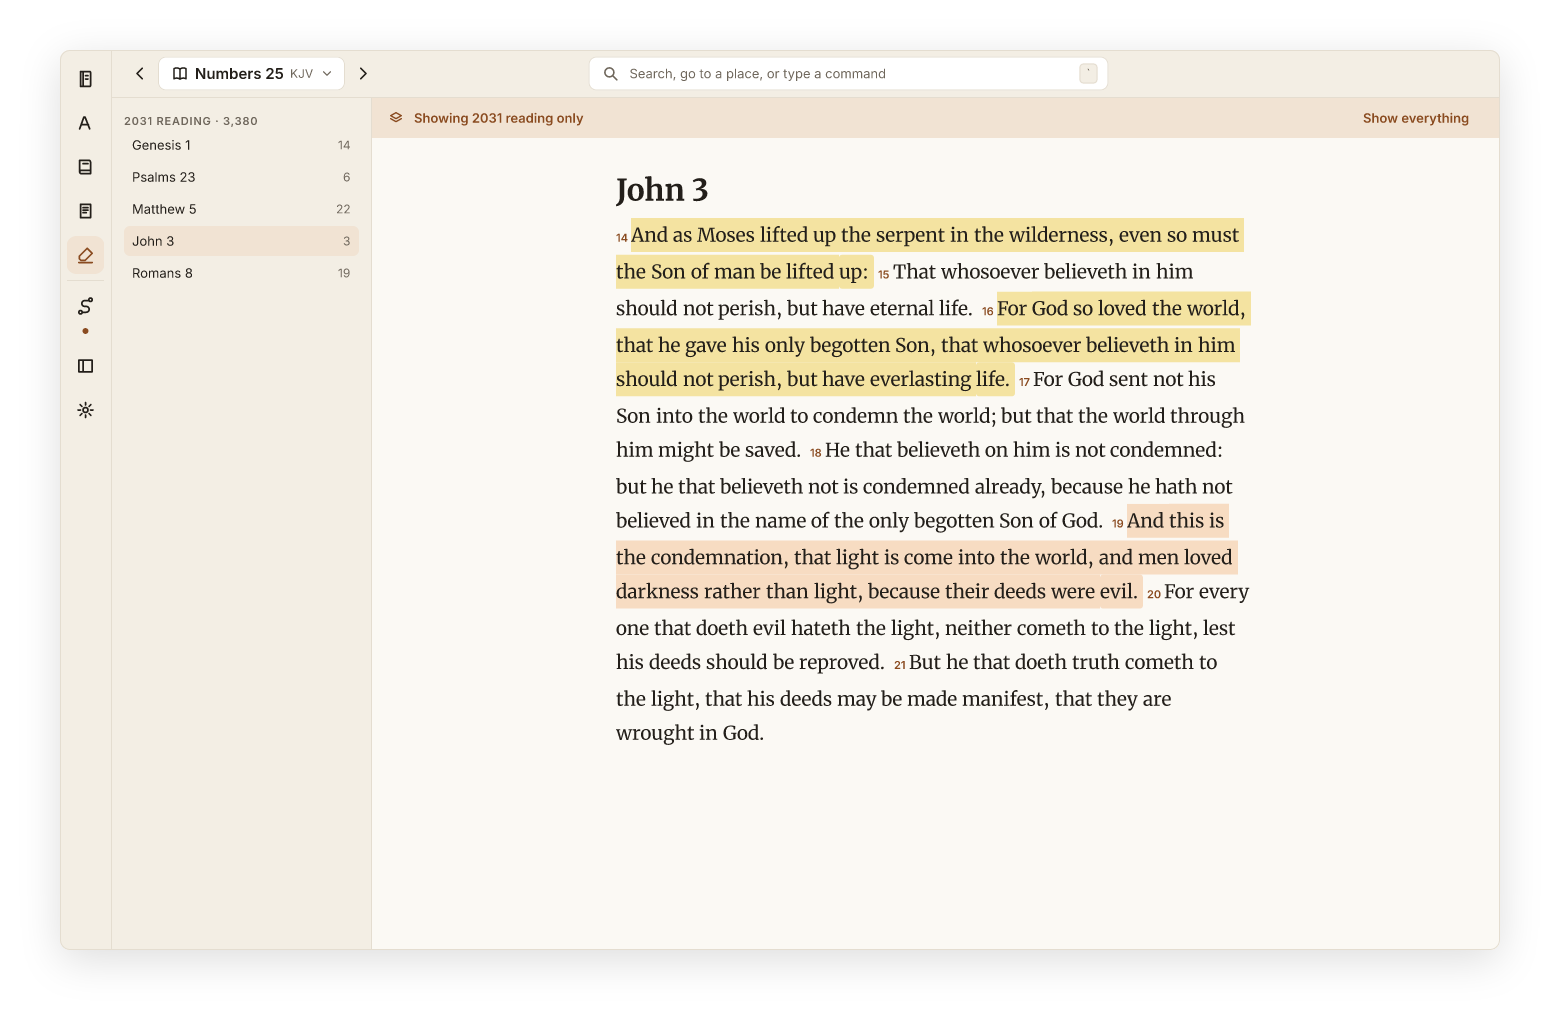 Numbers 25 KJV
Search, go to a place, or type a command
2031 READING · 3,380
Genesis 1 14
Psalms 23 6
Matthew 5 22
John 3 3
Romans 8 19
Showing 2031 reading only
Show everything
John 3
14 And as Moses lifted up the serpent in the wilderness, even so must
the Son of man be lifted up: 15 That whosoever believeth in him
should not perish, but have eternal life. 16 For God so loved the world,
that he gave his only begotten Son, that whosoever believeth in him
should not perish, but have everlasting life. 17 For God sent not his
Son into the world to condemn the world; but that the world through
him might be saved. 18 He that believeth on him is not condemned:
but he that believeth not is condemned already, because he hath not
believed in the name of the only begotten Son of God. 19 And this is
the condemnation, that light is come into the world, and men loved
darkness rather than light, because their deeds were evil. 20 For every
one that doeth evil hateth the light, neither cometh to the light, lest
his deeds should be reproved. 21 But he that doeth truth cometh to
the light, that his deeds may be made manifest, that they are
wrought in God.